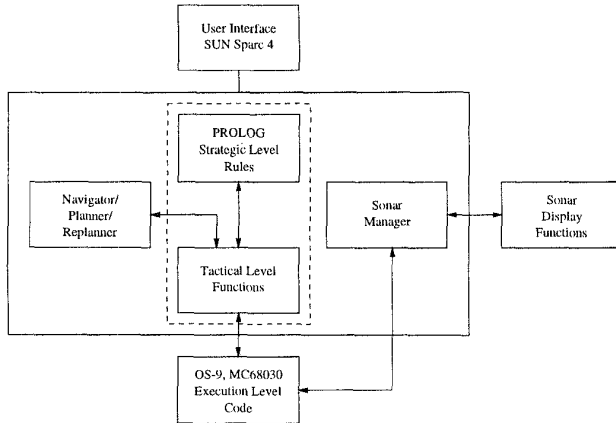 User Interface
SUN Sparc 4
PROLOG
Strategic Level
Rules
Navigator/
Planner/
Replanner
Sonar
Manager
Sonar
Display
Functions
Tactical Level
Functions
OS-9, MC68030
Execution Level
Code